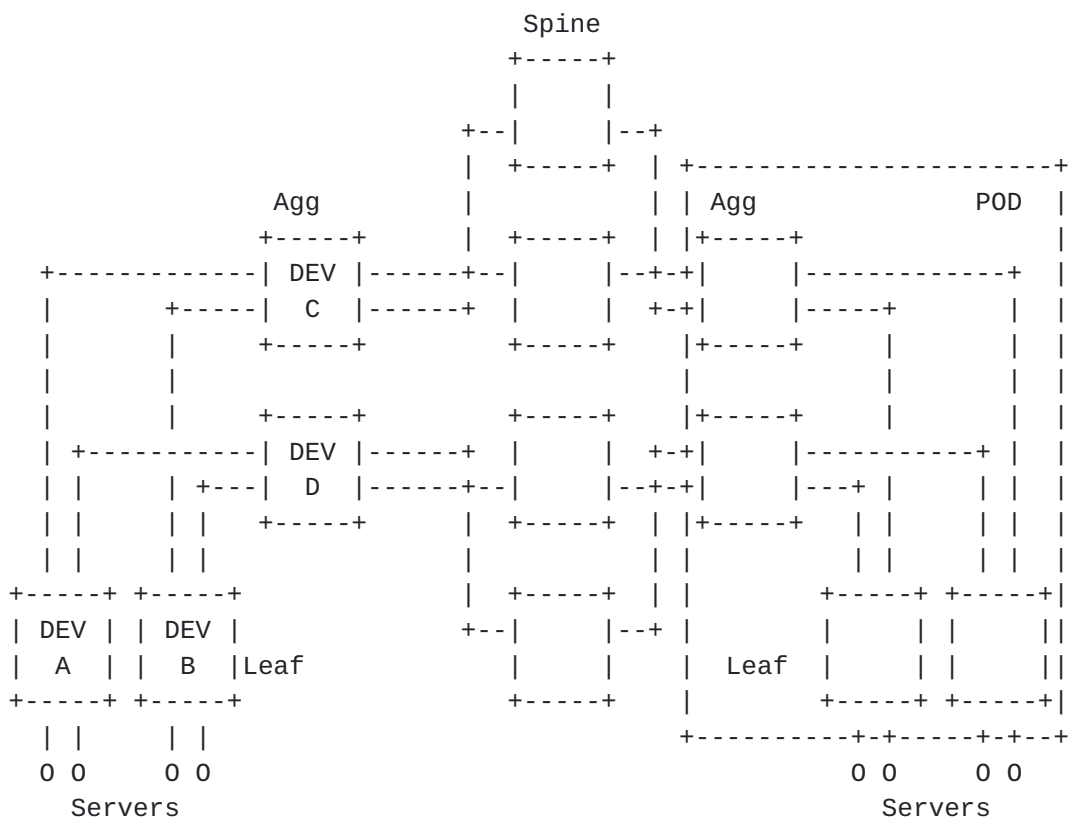 Spine
Agg Agg POD
DEV
C
DEV
D
DEV DEV
A B Leaf Leaf
O O O O O O O O
Servers Servers